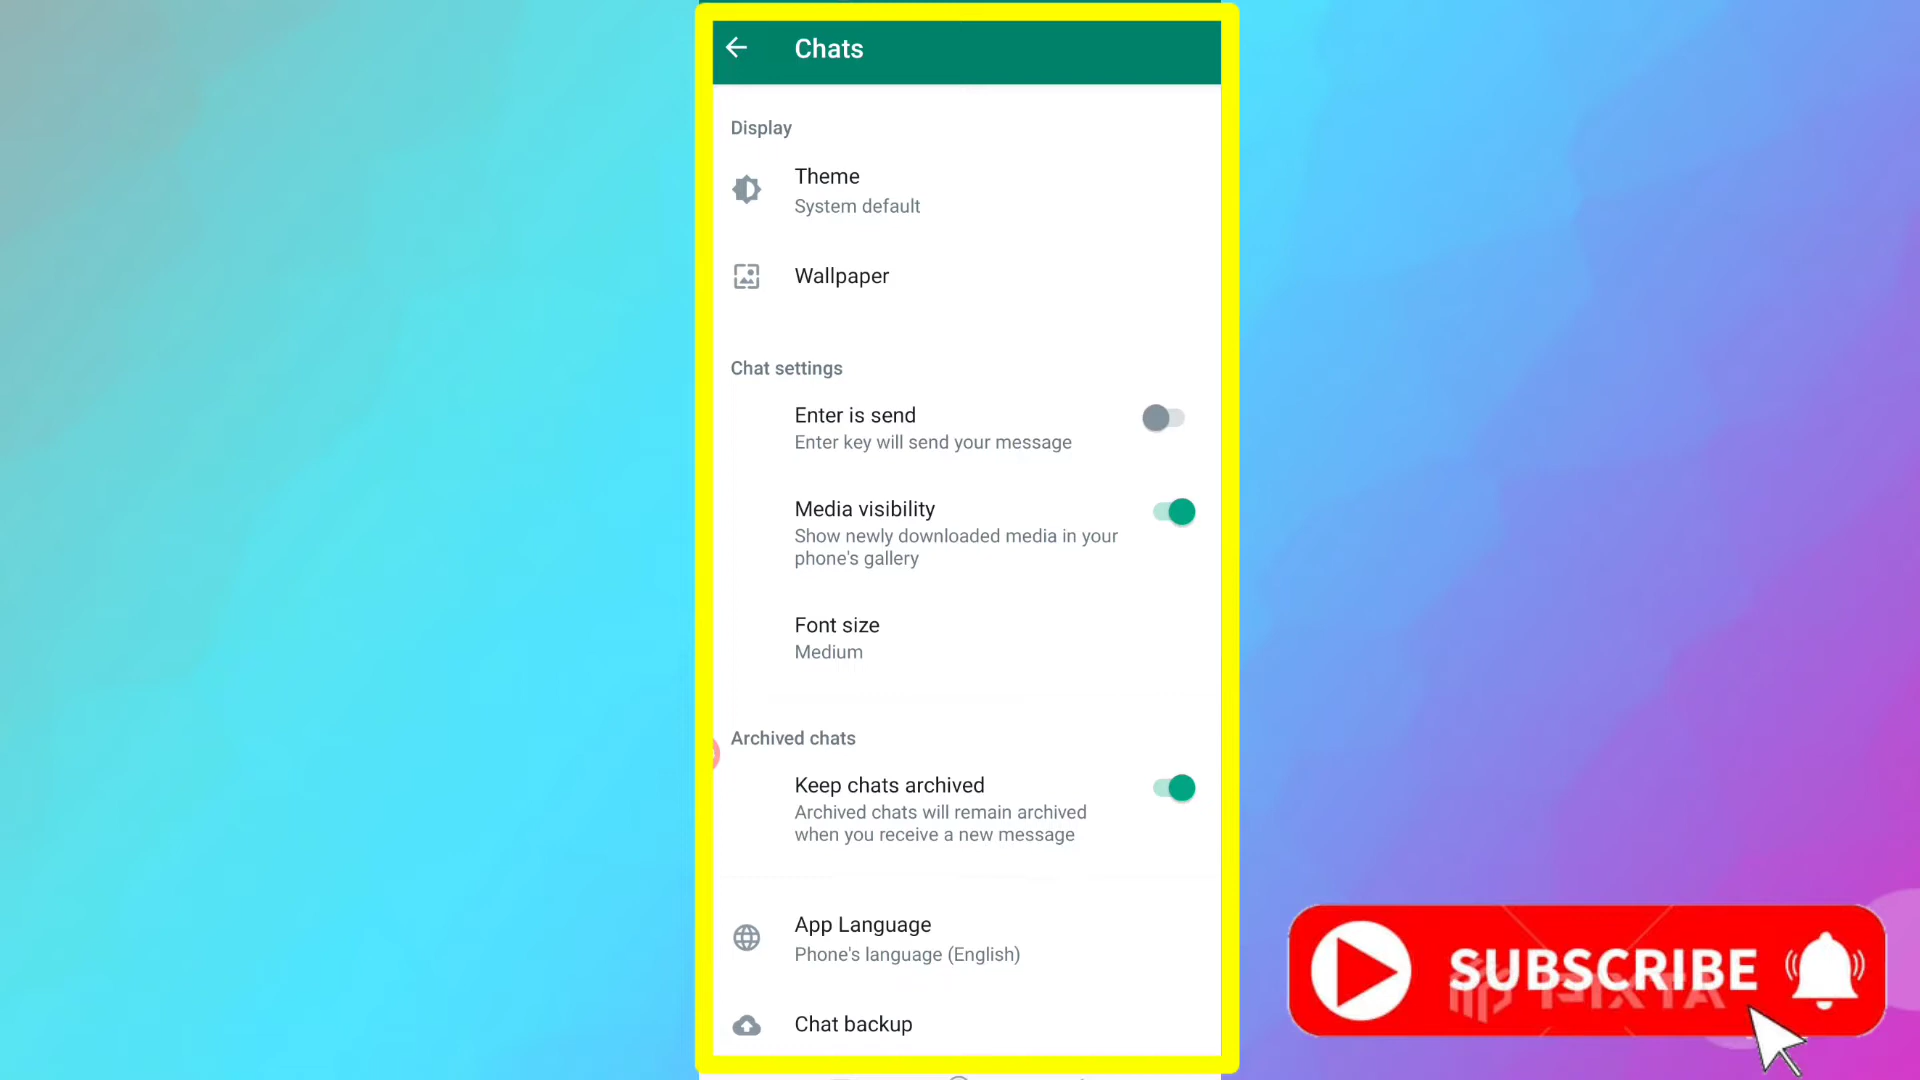 Chats
Display
Theme
System default
Wallpaper
Chat settings
Enter is send
Enter key will send your message
Media visibility
Show newly downloaded media in your
phone's gallery
Font size
Medium
Archived chats
Keep chats archived
Archived chats will remain archived
when you receive a new message
App Language
Phone's language (English)
Chat backup
SUBSCRIBE
PIXTA